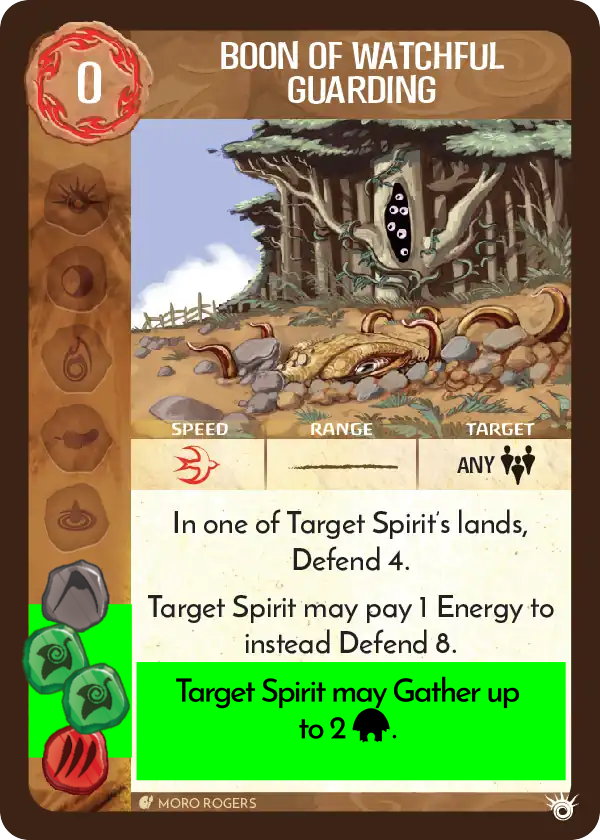 0
BOON OF WATCHFUL
GUARDING
SPEED RANGE TARGET
ANY
In one of Target Spirit's lands,
Defend 4.
Target Spirit may pay 1 Energy to
instead Defend 8.
Target Spirit may Gather up
to 2 .
MORO ROGERS